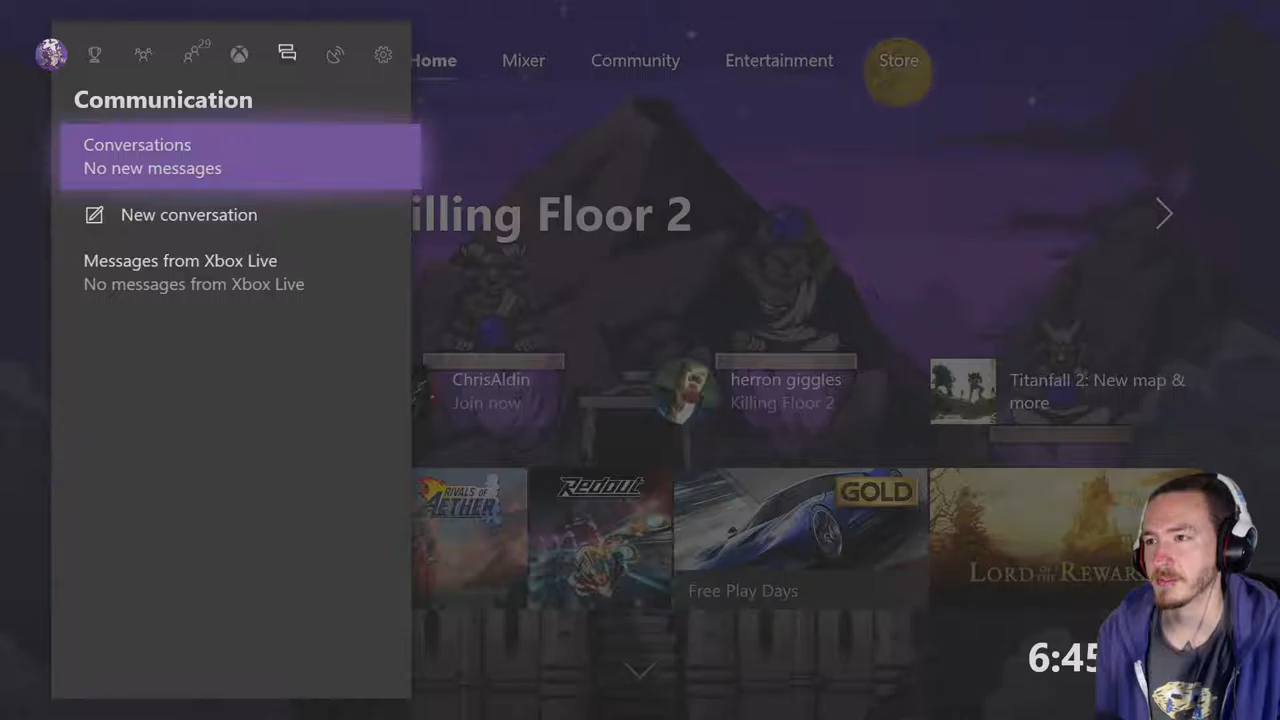 29
Home Mixer Community Entertainment Store
Communication
Conversations
No new messages
New conversation
Messages from Xbox Live
No messages from Xbox Live
illing Floor 2
ChrisAldin
Join now
herron giggles
Killing Floor 2
Titanfall 2: New map &
more
RIVALS OF
AETHER
Redout
GOLD
Free Play Days
LORD OF THE REWAR
6:45